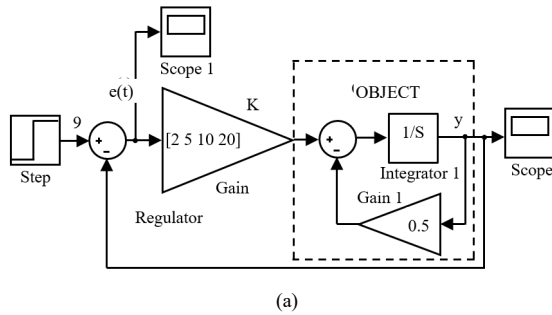 Scope 1
e(t)
K
OBJECT
9
y
+
-
[2 5 10 20]
+
-
1/S
Step
Scope
Integrator 1
Gain
Gain 1
0.5
Regulator
(a)